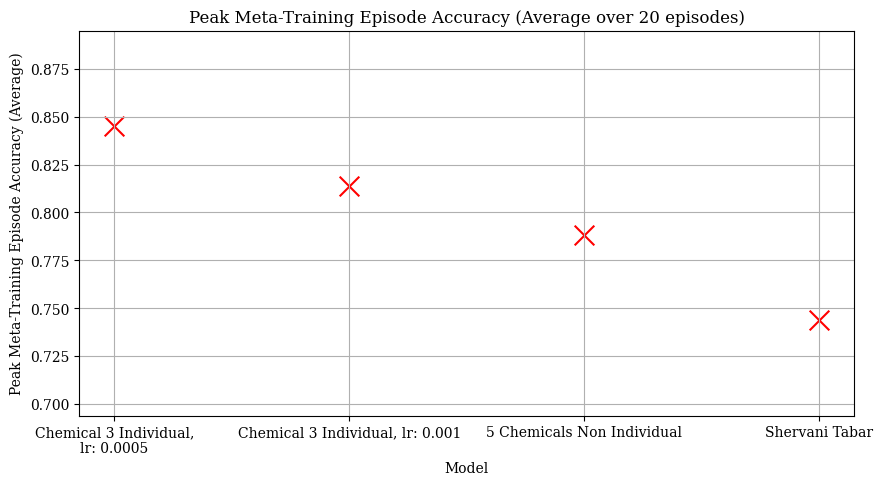 Peak Meta-Training Episode Accuracy (Average over 20 episodes)
Peak Meta-Training Episode Accuracy (Average)
0.875
0.850
0.825
0.800
0.775
0.750
0.725
0.700
Chemical 3 Individual,
lr: 0.0005
Chemical 3 Individual, lr: 0.001
5 Chemicals Non Individual
Shervani Tabar
Model